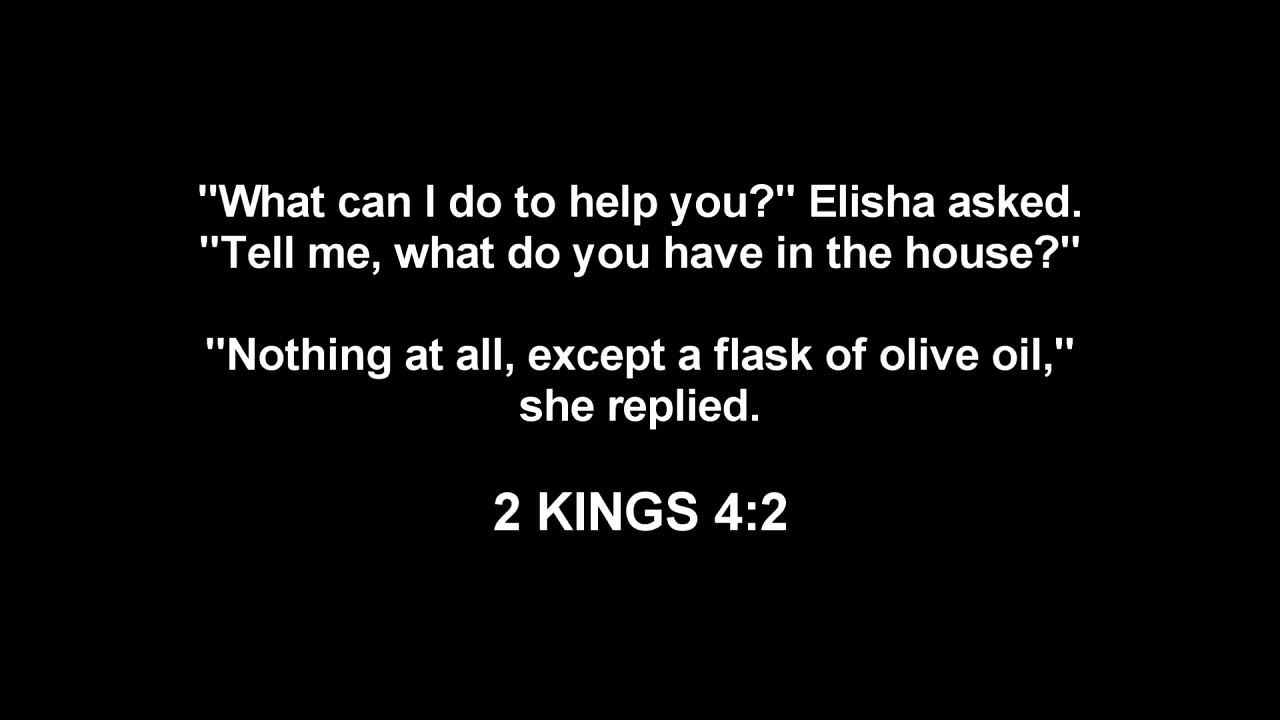 "What can I do to help you?" Elisha asked.
"Tell me, what do you have in the house?"
"Nothing at all, except a flask of olive oil,"
she replied.
2 KINGS 4:2